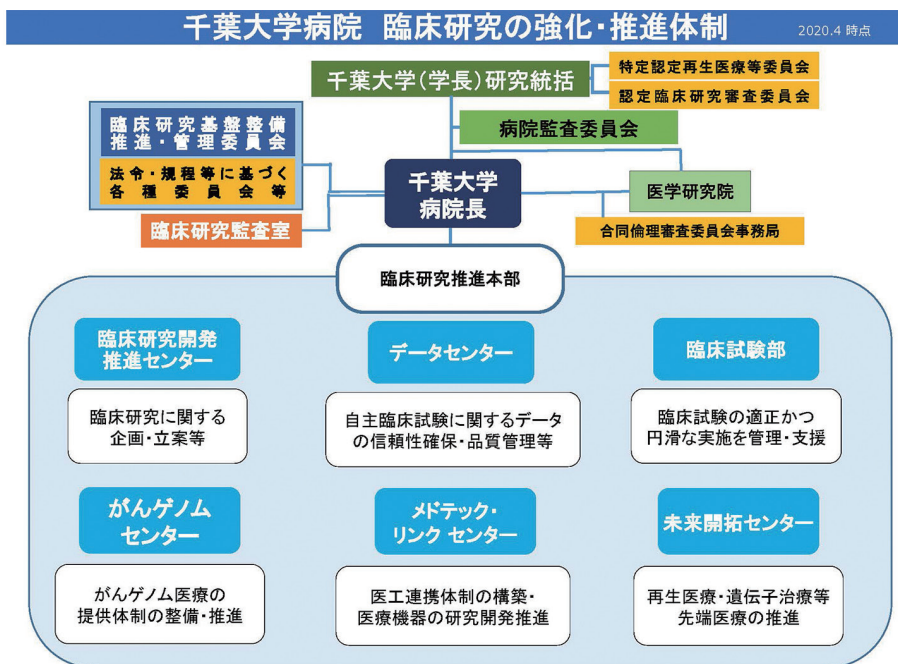 千葉大学病院 臨床研究の強化・推進体制
2020.4 時点
千葉大学(学長)研究統括
特定認定再生医療等委員会
認定臨床研究審査委員会
病院監査委員会
臨床研究基盤整備
推進・管理委員会
法令・規程等に基づく
各種委員会等
臨床研究監査室
千葉大学
病院長
医学研究院
合同倫理審査委員会事務局
臨床研究推進本部
臨床研究開発
推進センター
臨床研究に関する
企画・立案等
データセンター
自主臨床試験に関するデータ
の信頼性確保・品質管理等
臨床試験部
臨床試験の適正かつ
円滑な実施を管理・支援
がんゲノム
センター
がんゲノム医療の
提供体制の整備・推進
メドテック・
リンク センター
医工連携体制の構築・
医療機器の研究開発推進
未来開拓センター
再生医療・遺伝子治療等
先端医療の推進